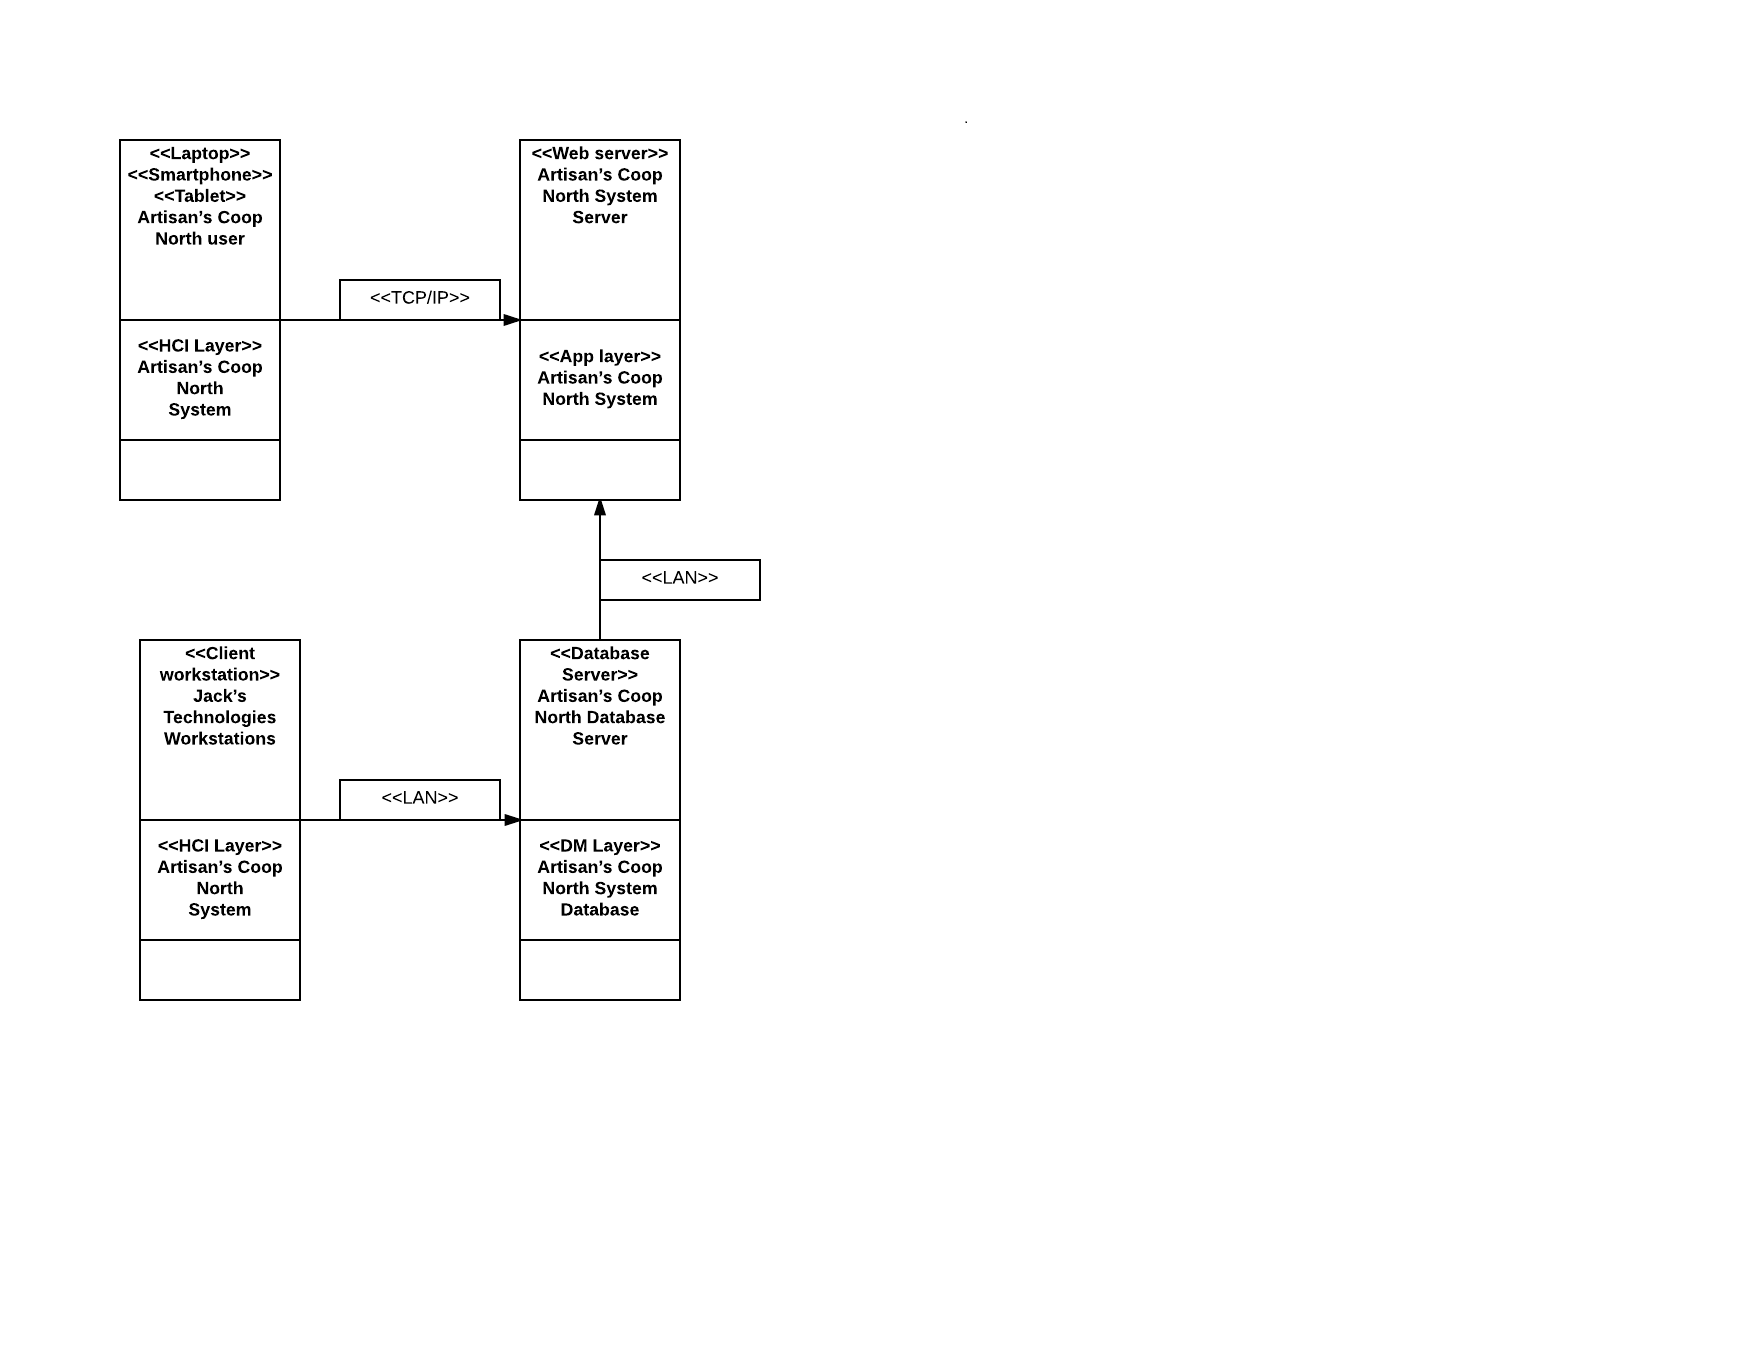 <<Laptop>>
<<Smartphone>>
<<Tablet>>
Artisan’s Coop
North user
<<HCI Layer>>
Artisan’s Coop
North
System
<<TCP/IP>>
<<Web server>>
Artisan’s Coop
North System
Server
<<App layer>>
Artisan’s Coop
North System
.
<<LAN>>
<<Client
workstation>>
Jack’s
Technologies
Workstations
<<HCI Layer>>
Artisan’s Coop
North
System
<<LAN>>
<<Database
Server>>
Artisan’s Coop
North Database
Server
<<DM Layer>>
Artisan’s Coop
North System
Database